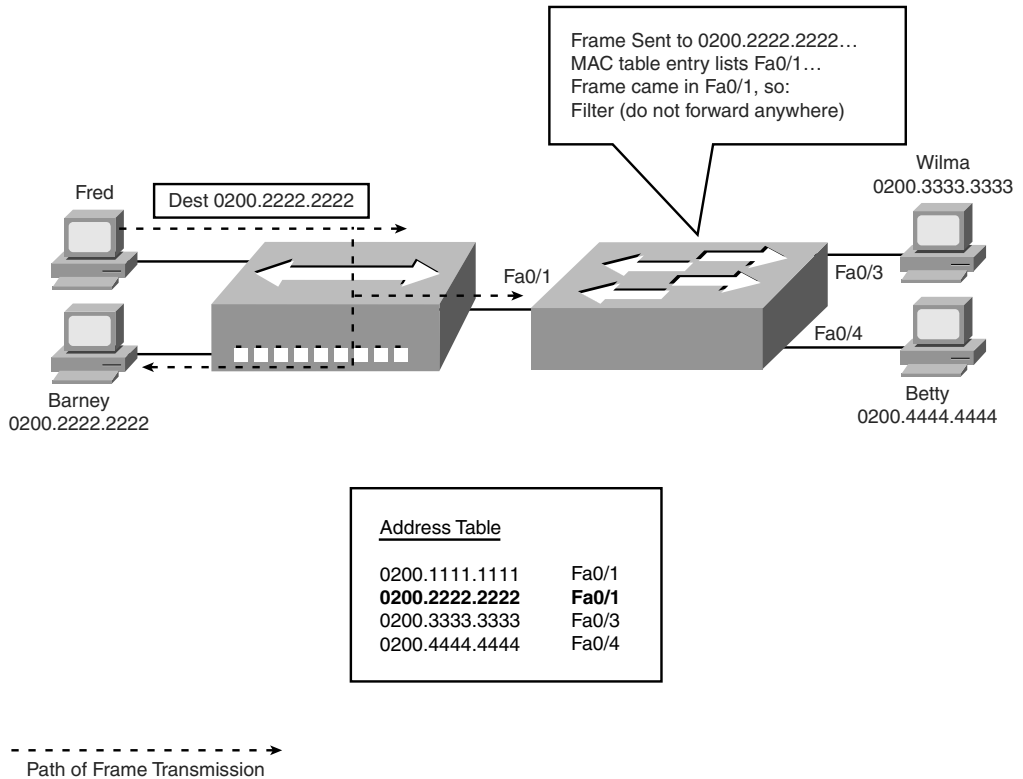 Frame Sent to 0200.2222.2222…
MAC table entry lists Fa0/1…
Frame came in Fa0/1, so:
Filter (do not forward anywhere)
Wilma
0200.3333.3333
Fred
Dest 0200.2222.2222
Fa0/1
Fa0/3
Fa0/4
Barney
0200.2222.2222
Betty
0200.4444.4444
Address Table
0200.1111.1111 Fa0/1
0200.2222.2222 Fa0/1
0200.3333.3333 Fa0/3
0200.4444.4444 Fa0/4
Path of Frame Transmission